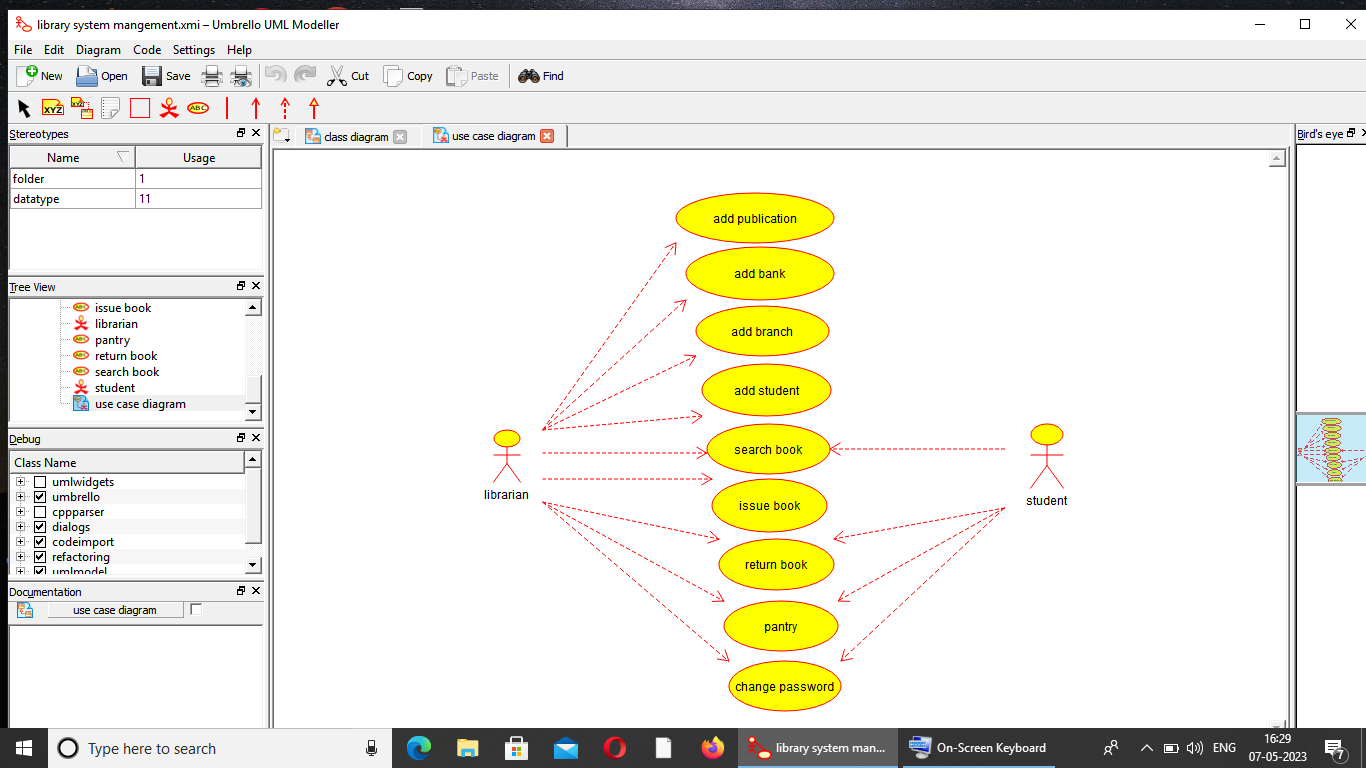 library system mangement.xmi – Umbrello UML Modeller
File Edit Diagram Code Settings Help
New Open Save Cut Copy Paste Find
XYZ XYZ ABC
Stereotypes
Name Usage
folder 1
datatype 11
Tree View
issue book
librarian
pantry
return book
search book
student
use case diagram
Debug
Class Name
umlwidgets
umbrello
cppparser
dialogs
codeimport
refactoring
umlmodel
Documentation
use case diagram
class diagram use case diagram
add publication
add bank
add branch
add student
search book
issue book
return book
pantry
change password
librarian
student
Bird's eye
Type here to search
library system man...
On-Screen Keyboard
ENG
16:29
07-05-2023
7